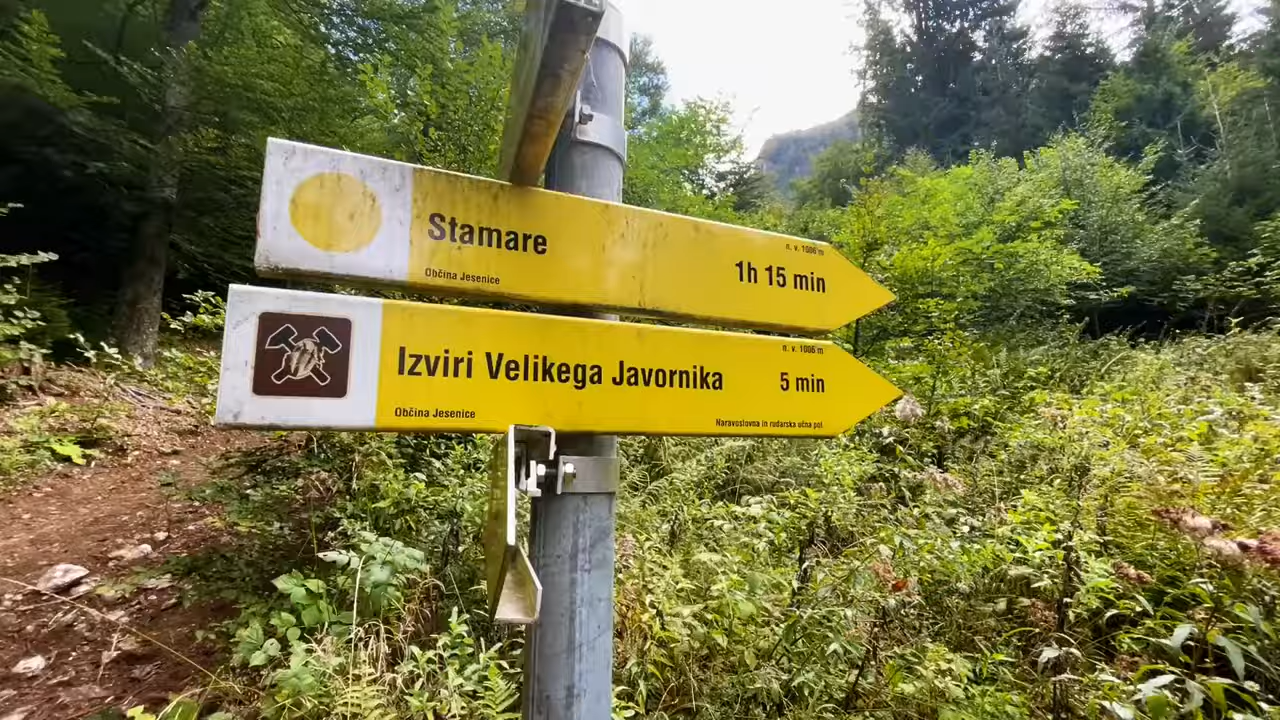 n. v. 1006 m
Stamare
1h 15 min
Občina Jesenice
n. v. 1006 m
Izviri Velikega Javornika
5 min
Občina Jesenice
Naravoslovna in rudarska učna pot